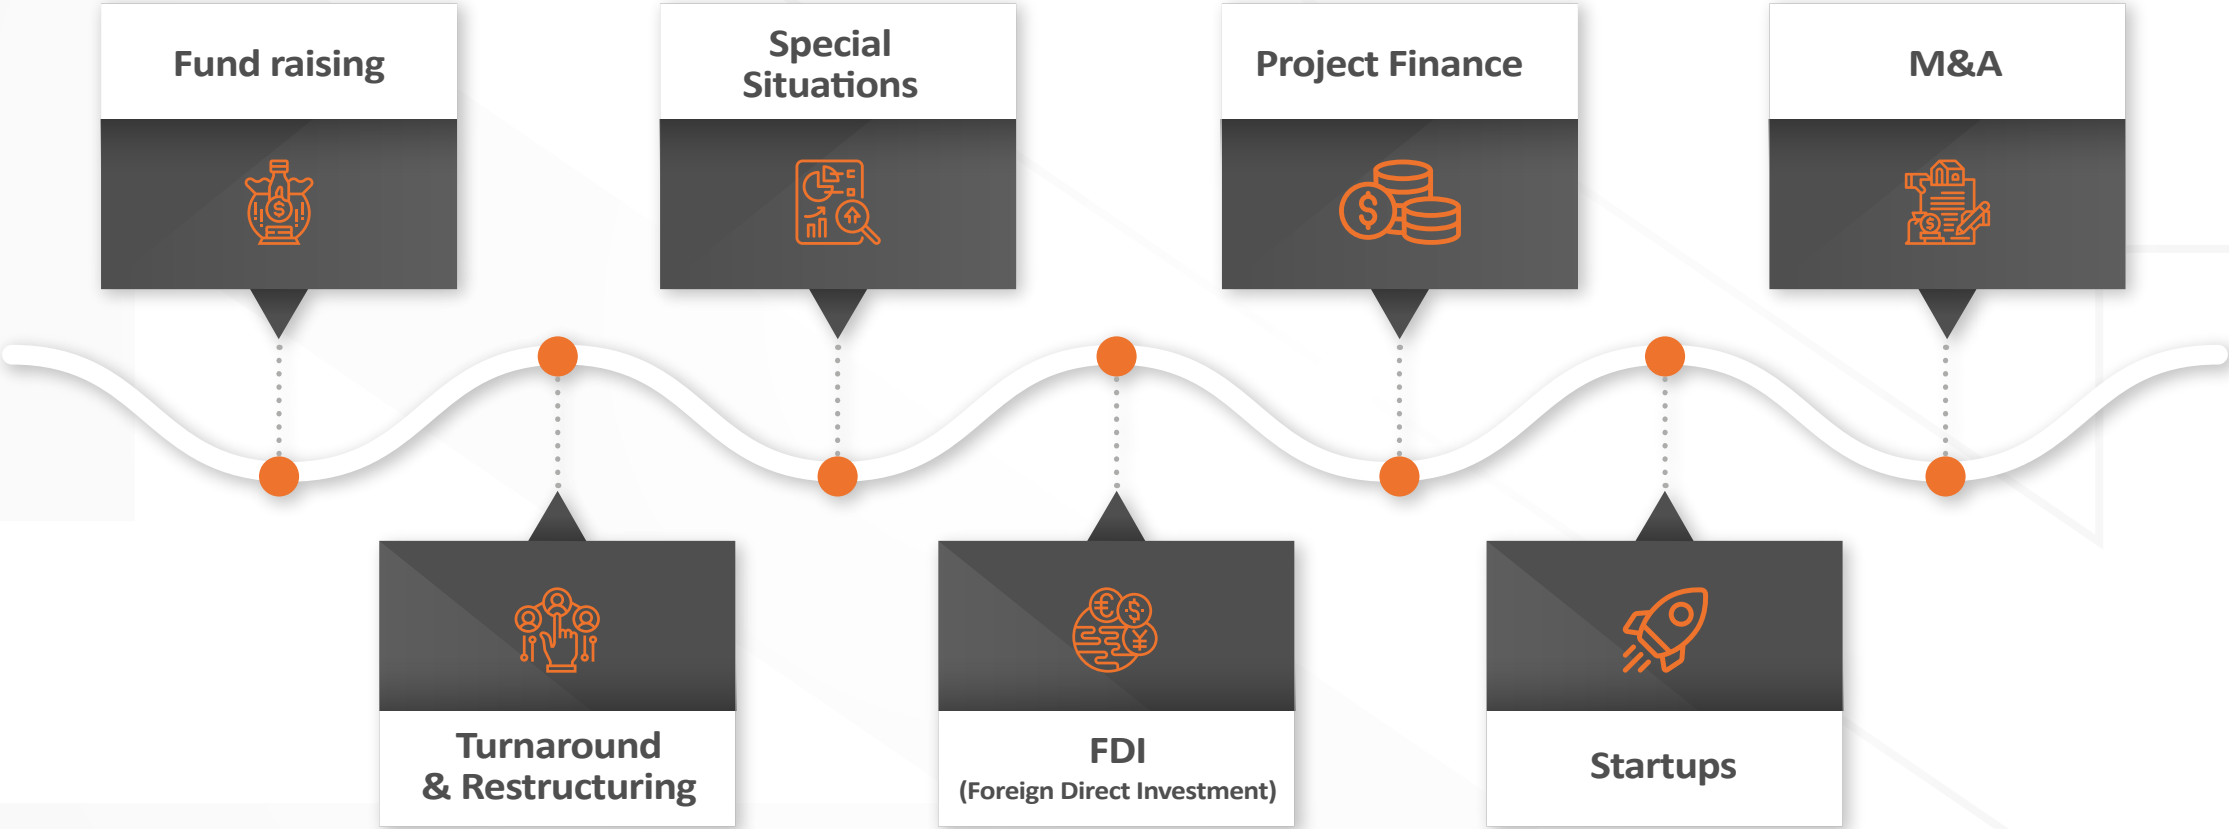 Fund raising
Special
Situations
Project Finance
M&A
Turnaround
& Restructuring
FDI
(Foreign Direct Investment)
Startups